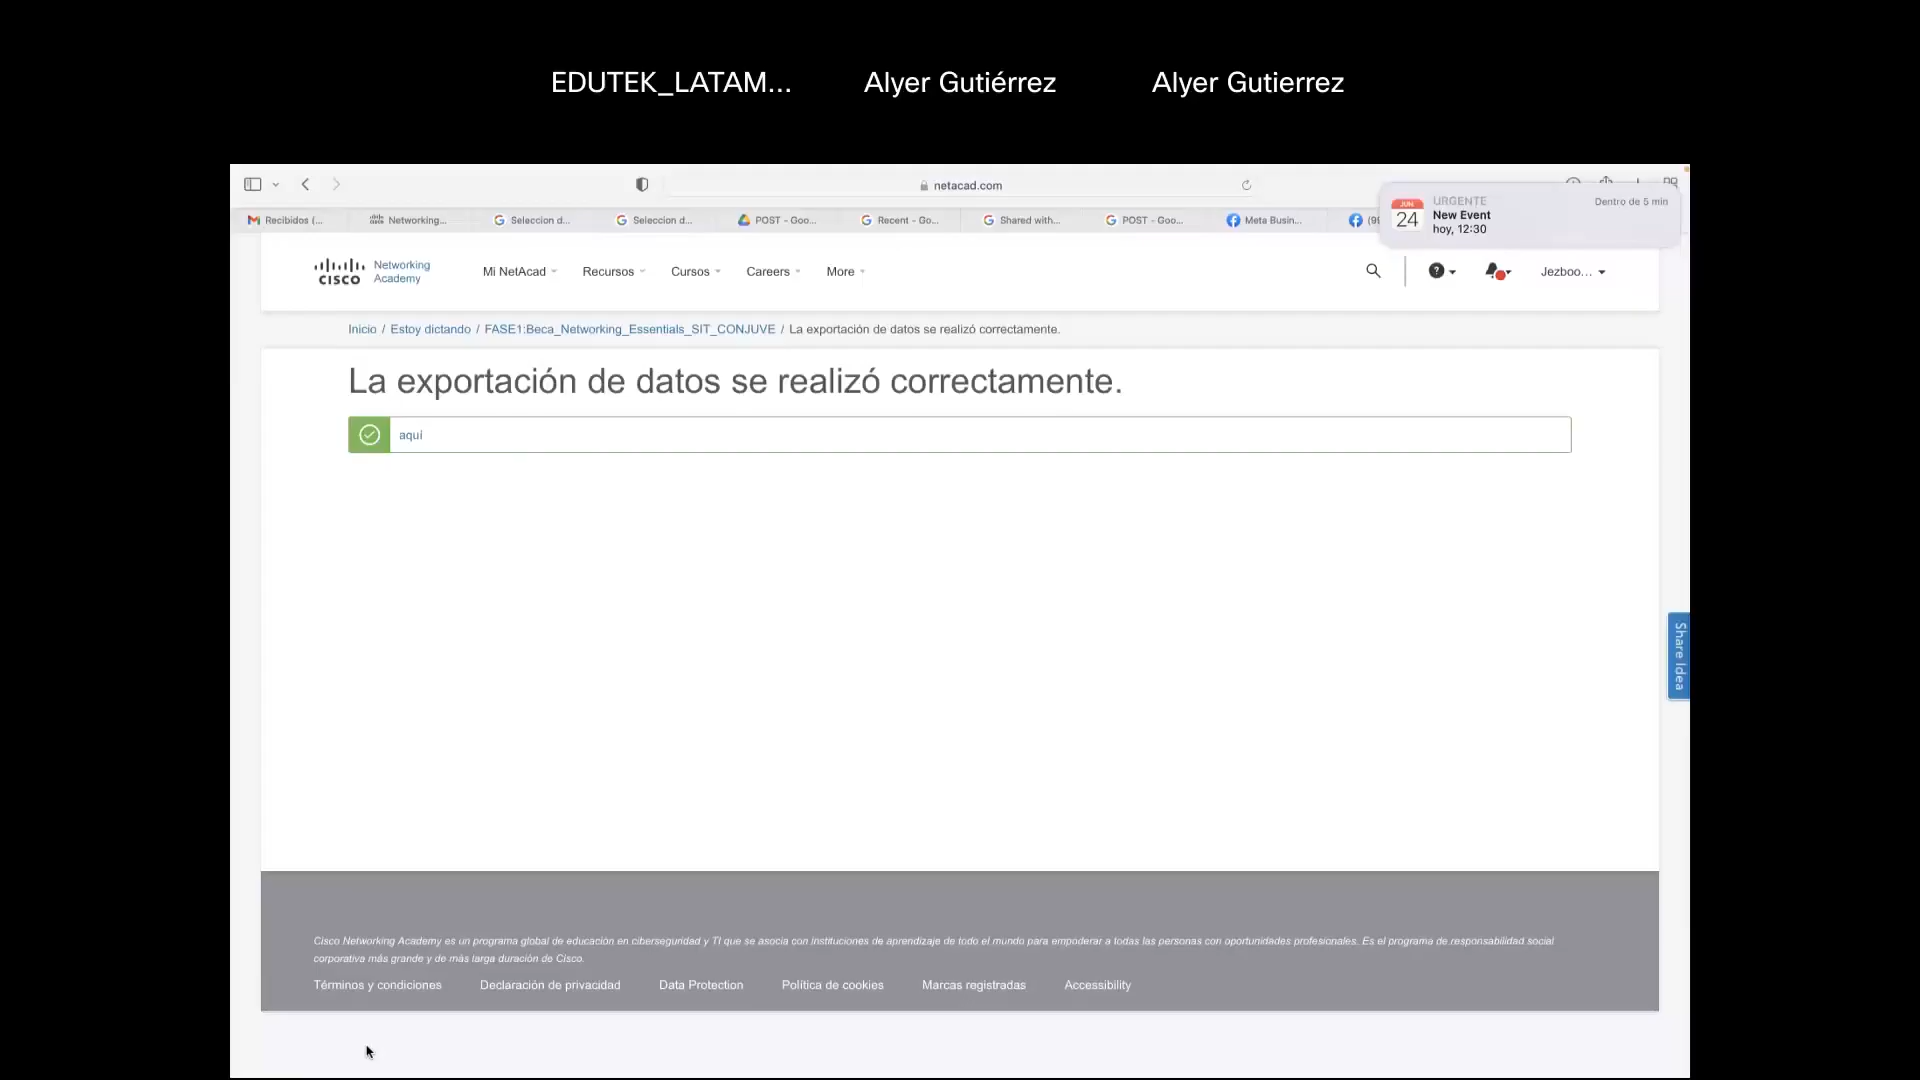 EDUTEK_LATAM... Alyer Gutiérrez Alyer Gutierrez
netacad.com
Recibidos (... Networking... Seleccion d... Seleccion d... POST - Goo... Recent - Go... Shared with... POST - Goo... Meta Busin...
JUN
24
URGENTE
Dentro de 5 min
New Event
hoy, 12:30
CISCO
Networking
Academy
Mi NetAcad Recursos Cursos Careers More Jezboo...
Inicio / Estoy dictando / FASE1:Beca_Networking_Essentials_SIT_CONJUVE / La exportación de datos se realizó correctamente.
La exportación de datos se realizó correctamente.
aquí
Share Idea
Cisco Networking Academy es un programa global de educación en ciberseguridad y TI que se asocia con instituciones de aprendizaje de todo el mundo para empoderar a todas las personas con oportunidades profesionales. Es el programa de responsabilidad social
corporativa más grande y de más larga duración de Cisco.
Términos y condiciones Declaración de privacidad Data Protection Política de cookies Marcas registradas Accessibility